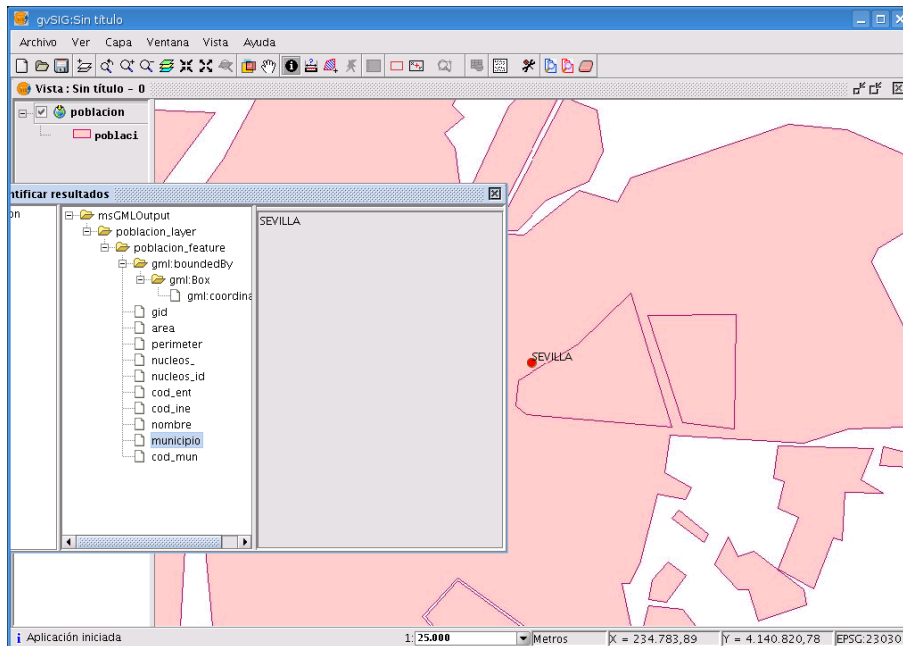 gvSIG:Sin título
Archivo Ver Capa Ventana Vista Ayuda
Vista : Sin título - 0
poblacion
poblaci
ntificar resultados
on
msGMLOutput
poblacion_layer
poblacion_feature
gml:boundedBy
gml:Box
gml:coordina
gid
area
perimeter
nucleos_
nucleos_id
cod_ent
cod_ine
nombre
municipio
cod_mun
SEVILLA
SEVILLA
Aplicación iniciada
1: 25.000
Metros
X = 234.783,89
Y = 4.140.820,78
EPSG:23030